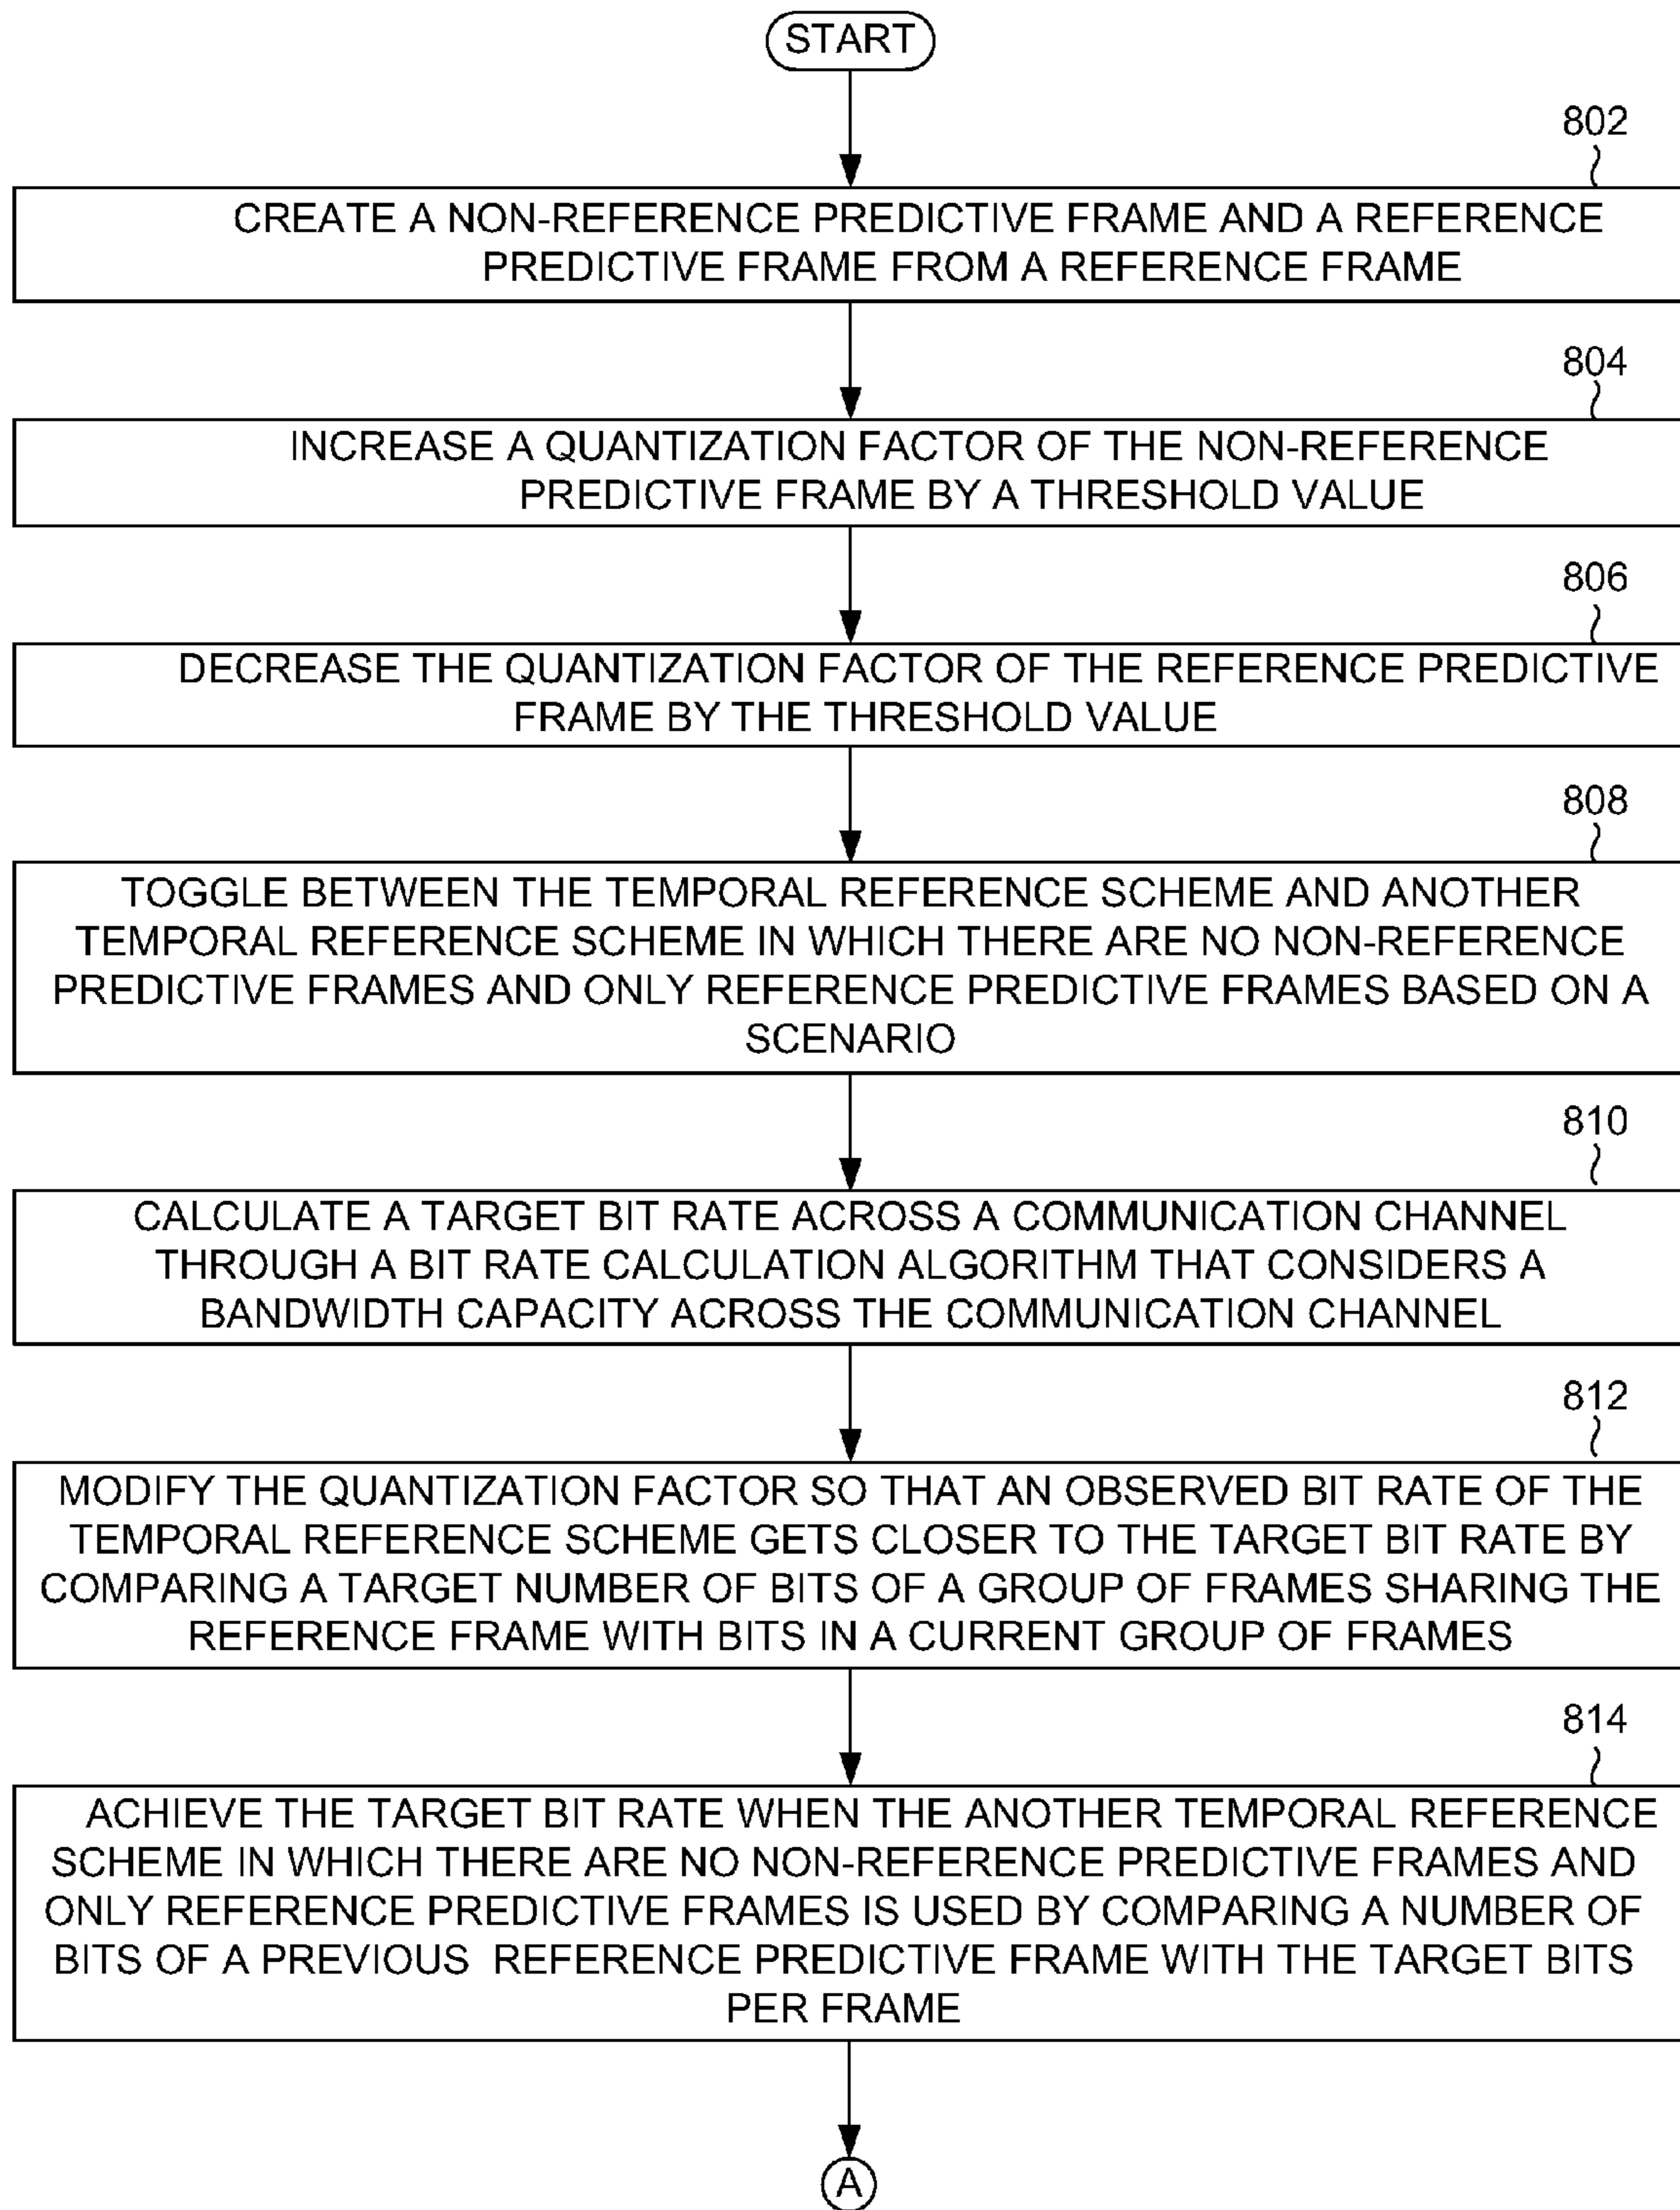 START
802
CREATE A NON-REFERENCE PREDICTIVE FRAME AND A REFERENCE
PREDICTIVE FRAME FROM A REFERENCE FRAME
804
INCREASE A QUANTIZATION FACTOR OF THE NON-REFERENCE
PREDICTIVE FRAME BY A THRESHOLD VALUE
806
DECREASE THE QUANTIZATION FACTOR OF THE REFERENCE PREDICTIVE
FRAME BY THE THRESHOLD VALUE
808
TOGGLE BETWEEN THE TEMPORAL REFERENCE SCHEME AND ANOTHER
TEMPORAL REFERENCE SCHEME IN WHICH THERE ARE NO NON-REFERENCE
PREDICTIVE FRAMES AND ONLY REFERENCE PREDICTIVE FRAMES BASED ON A
SCENARIO
810
CALCULATE A TARGET BIT RATE ACROSS A COMMUNICATION CHANNEL
THROUGH A BIT RATE CALCULATION ALGORITHM THAT CONSIDERS A
BANDWIDTH CAPACITY ACROSS THE COMMUNICATION CHANNEL
812
MODIFY THE QUANTIZATION FACTOR SO THAT AN OBSERVED BIT RATE OF THE
TEMPORAL REFERENCE SCHEME GETS CLOSER TO THE TARGET BIT RATE BY
COMPARING A TARGET NUMBER OF BITS OF A GROUP OF FRAMES SHARING THE
REFERENCE FRAME WITH BITS IN A CURRENT GROUP OF FRAMES
814
ACHIEVE THE TARGET BIT RATE WHEN THE ANOTHER TEMPORAL REFERENCE
SCHEME IN WHICH THERE ARE NO NON-REFERENCE PREDICTIVE FRAMES AND
ONLY REFERENCE PREDICTIVE FRAMES IS USED BY COMPARING A NUMBER OF
BITS OF A PREVIOUS REFERENCE PREDICTIVE FRAME WITH THE TARGET BITS
PER FRAME
A